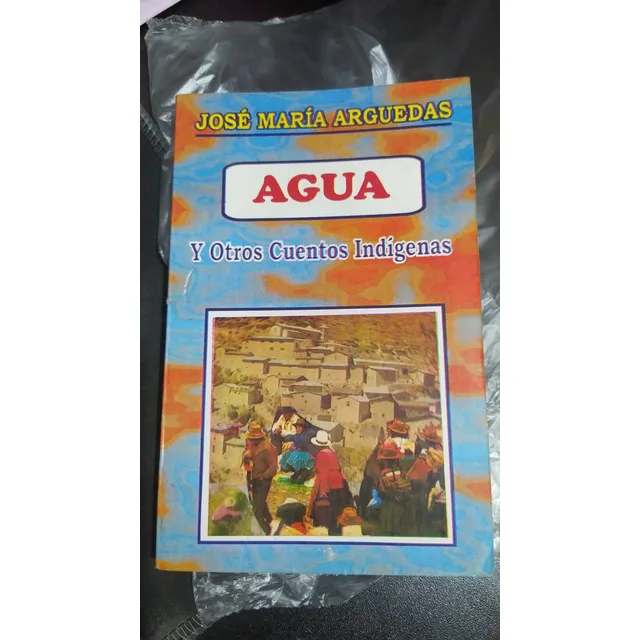 JOSÉ MARÍA ARGUEDAS
AGUA
Y Otros Cuentos Indígenas